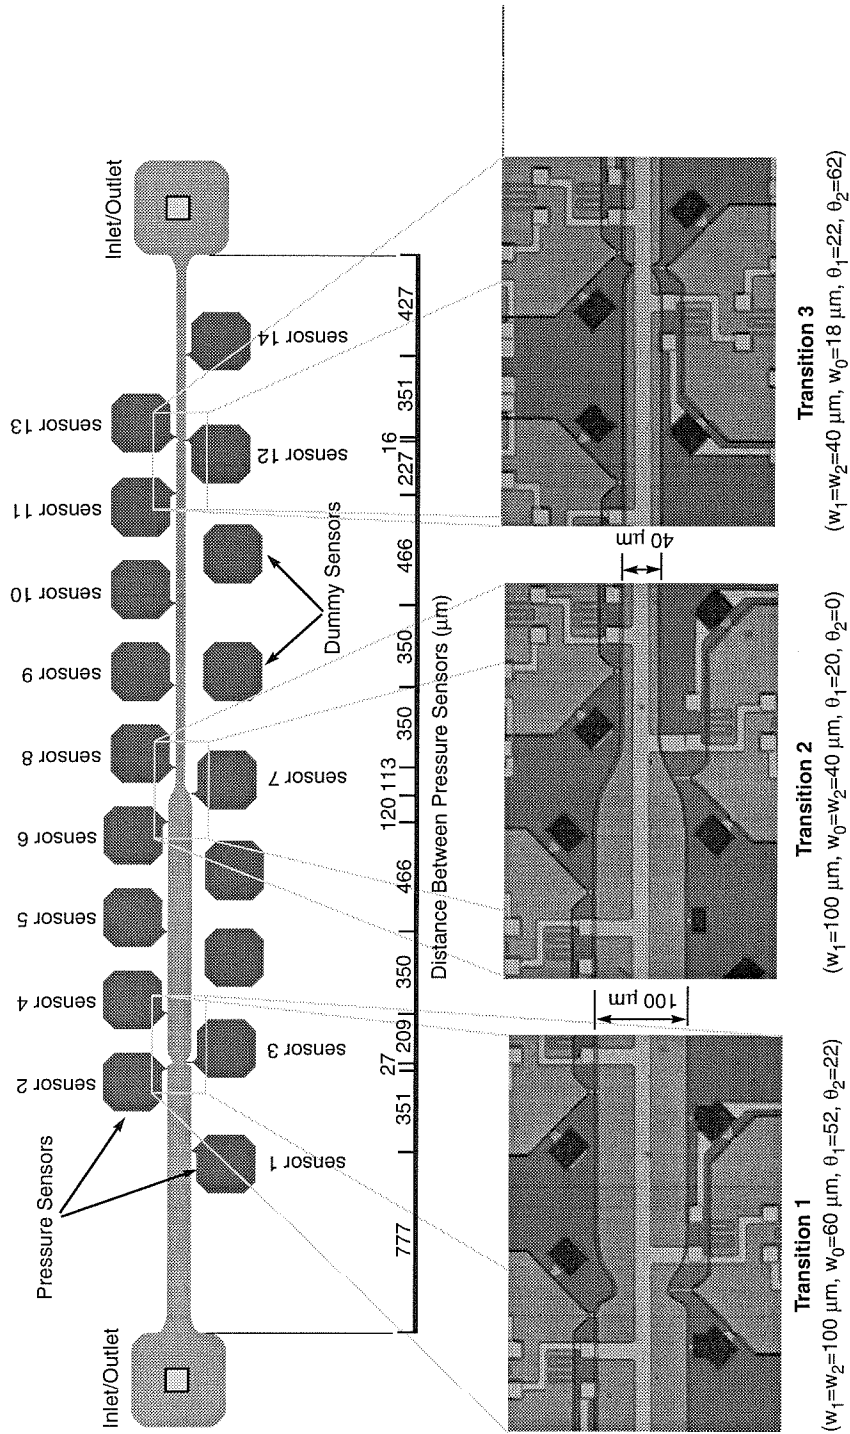 Inlet/Outlet
Pressure Sensors
sensor 2
sensor 4
sensor 5
sensor 6
sensor 8
sensor 9
sensor 10
sensor 11
sensor 13
Inlet/Outlet
sensor 1
sensor 3
sensor 7
Dummy Sensors
sensor 12
sensor 14
777 351 27 209 350 466 120 113 350 350 466 227 16 351 427
Distance Between Pressure Sensors (μm)
100 μm
40 μm
Transition 1
(w₁=w₂=100 μm, w₀=60 μm, θ₁=52, θ₂=22)
Transition 2
(w₁=100 μm, w₀=w₂=40 μm, θ₁=20, θ₂=0)
Transition 3
(w₁=w₂=40 μm, w₀=18 μm, θ₁=22, θ₂=62)